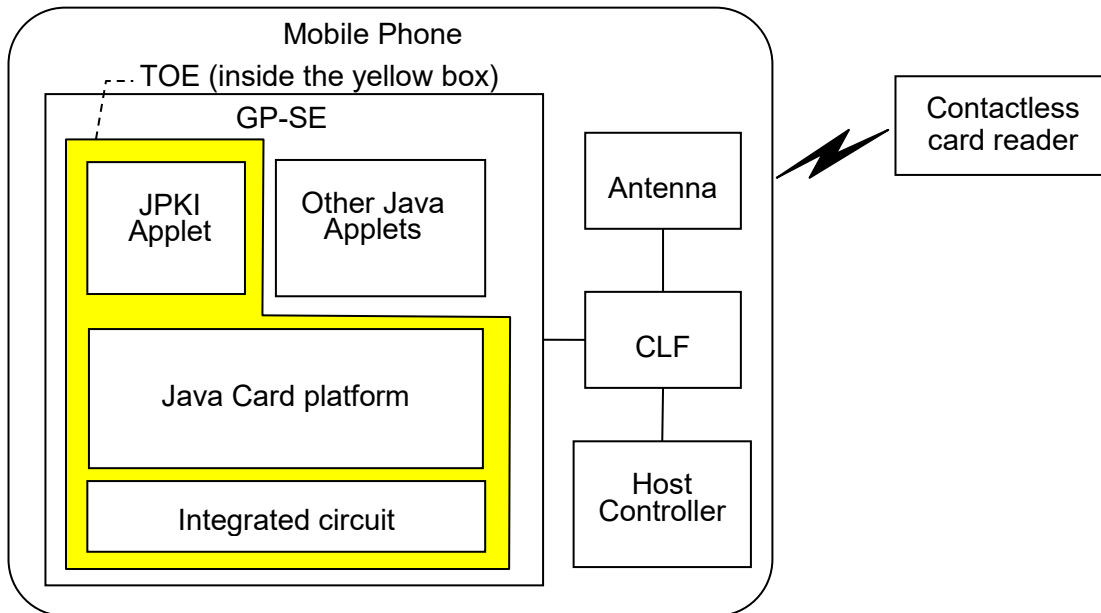 Mobile Phone
TOE (inside the yellow box)
GP-SE
JPKI
Applet
Other Java
Applets
Java Card platform
Integrated circuit
Antenna
CLF
Host
Controller
Contactless
card reader